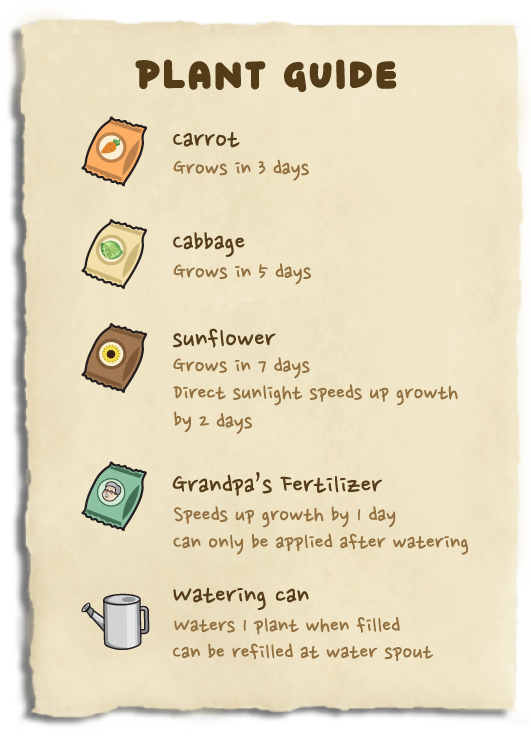 PLANT GUIDE
Carrot
Grows in 3 days
Cabbage
Grows in 5 days
Sunflower
Grows in 7 days
Direct sunlight speeds up growth
by 2 days
Grandpa's Fertilizer
Speeds up growth by 1 day
Can only be applied after watering
Watering can
Waters 1 plant when filled
Can be refilled at water spout